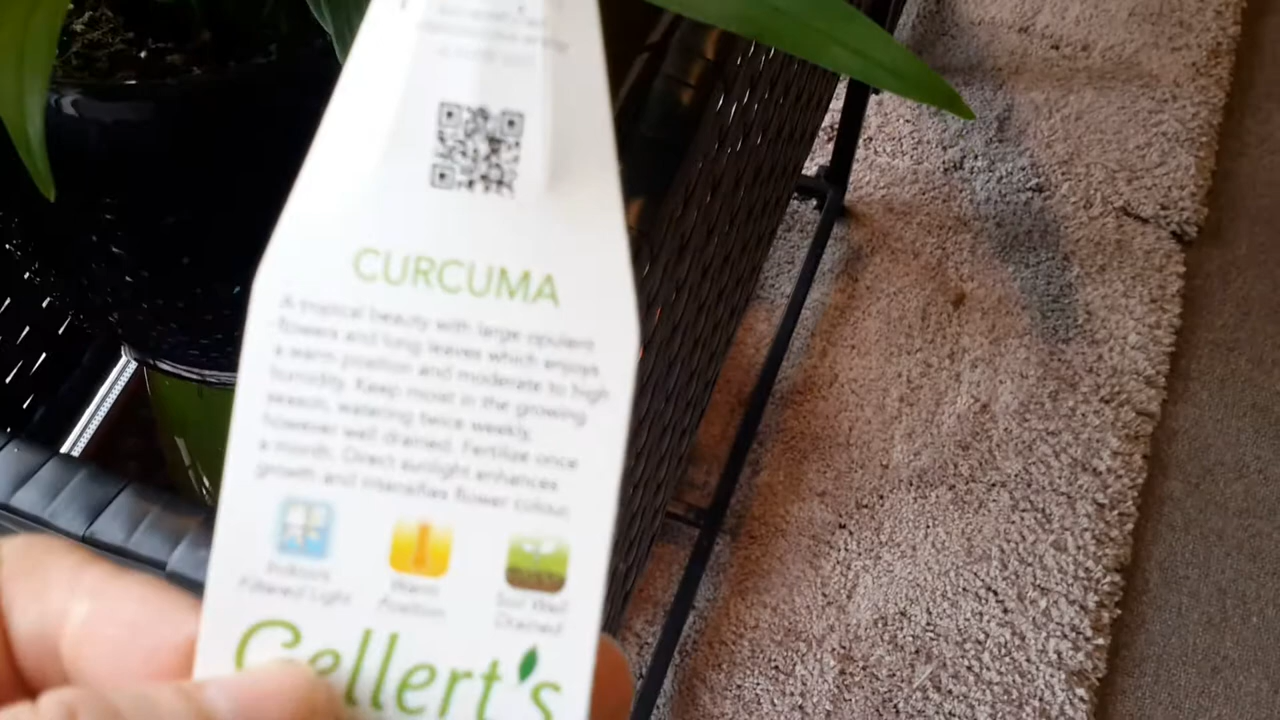 CURCUMA
A tropical beauty with large opulent
flowers and long leaves which enjoys
a warm position and moderate to high
humidity. Keep moist in the growing
season, watering twice weekly,
however well drained. Fertilize once
a month. Direct sunlight enhances
growth and intensifies flower colour.
Filtered Light
Warm
Position
Soil Well
Drained
Gellert's